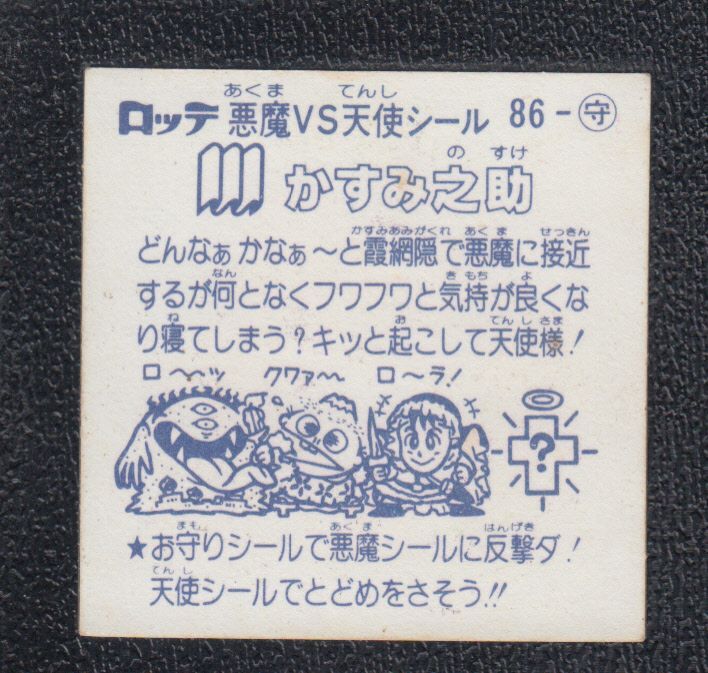 ロッテ 悪魔VS天使シール 86-守
かすみ之助
どんなぁかなぁ〜と霞網隠で悪魔に接近
するが何となくフワフワと気持が良くな
り寝てしまう?キッと起こして天使様!
ロ〜〜ッ クワァ〜〜 ロ〜ラ!
?
★お守りシールで悪魔シールに反撃ダ!
天使シールでとどめをさそう!!